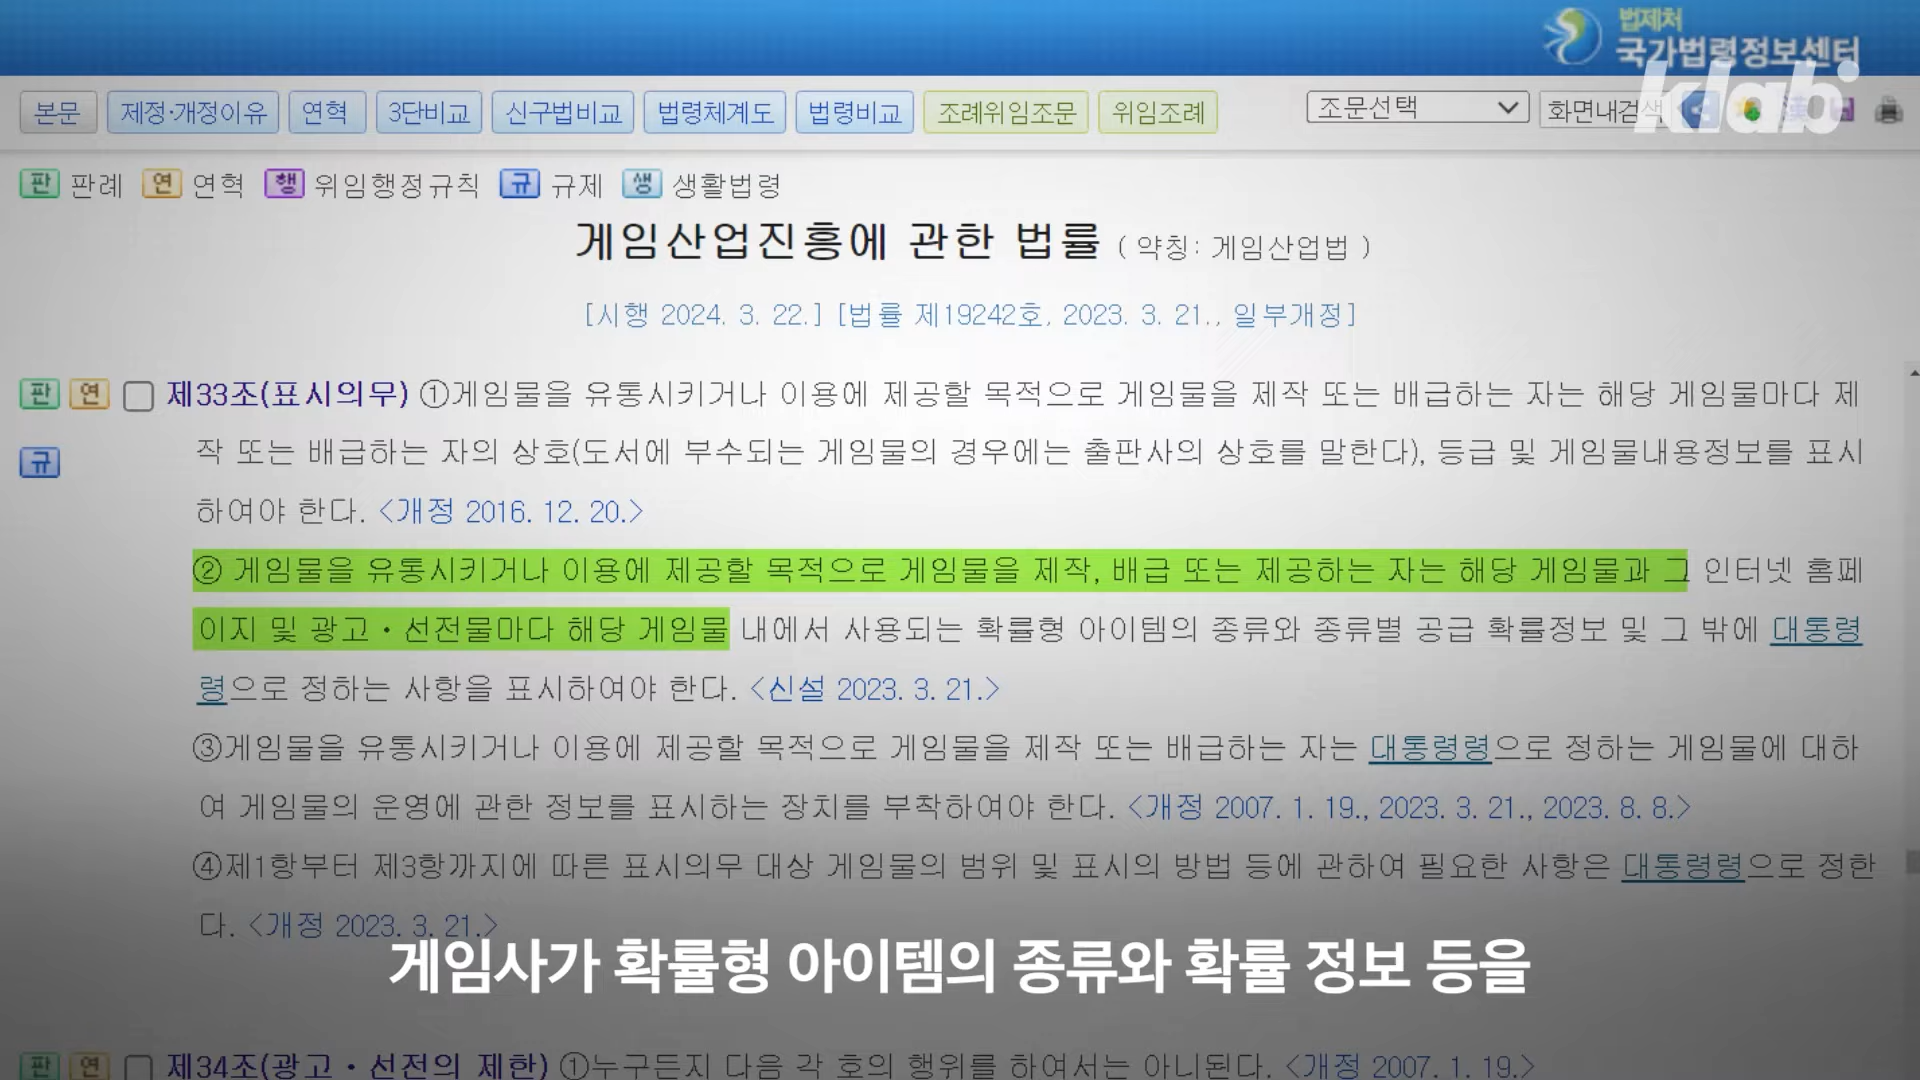 법제처
국가법령정보센터
klab
본문 제정·개정이유 연혁 3단비교 신구법비교 법령체계도 법령비교 조례위임조문 위임조례 조문선택 화면내검색
판 판례 연 연혁 행 위임행정규칙 규 규제 생 생활법령
게임산업진흥에 관한 법률 ( 약칭: 게임산업법 )
[시행 2024. 3. 22.] [법률 제19242호, 2023. 3. 21., 일부개정]
판 연 제33조(표시의무) ①게임물을 유통시키거나 이용에 제공할 목적으로 게임물을 제작 또는 배급하는 자는 해당 게임물마다 제
규 작 또는 배급하는 자의 상호(도서에 부수되는 게임물의 경우에는 출판사의 상호를 말한다), 등급 및 게임물내용정보를 표시
하여야 한다. <개정 2016. 12. 20.>
② 게임물을 유통시키거나 이용에 제공할 목적으로 게임물을 제작, 배급 또는 제공하는 자는 해당 게임물과 그 인터넷 홈페
이지 및 광고ㆍ선전물마다 해당 게임물 내에서 사용되는 확률형 아이템의 종류와 종류별 공급 확률정보 및 그 밖에 대통령
령으로 정하는 사항을 표시하여야 한다. <신설 2023. 3. 21.>
③게임물을 유통시키거나 이용에 제공할 목적으로 게임물을 제작 또는 배급하는 자는 대통령령으로 정하는 게임물에 대하
여 게임물의 운영에 관한 정보를 표시하는 장치를 부착하여야 한다. <개정 2007. 1. 19., 2023. 3. 21., 2023. 8. 8.>
④제1항부터 제3항까지에 따른 표시의무 대상 게임물의 범위 및 표시의 방법 등에 관하여 필요한 사항은 대통령령으로 정한
다. <개정 2023. 3. 21.>
게임사가 확률형 아이템의 종류와 확률 정보 등을
판 연 제34조(광고ㆍ선전의 제한) ①누구든지 다음 각 호의 행위를 하여서는 아니된다. <개정 2007. 1. 19.>